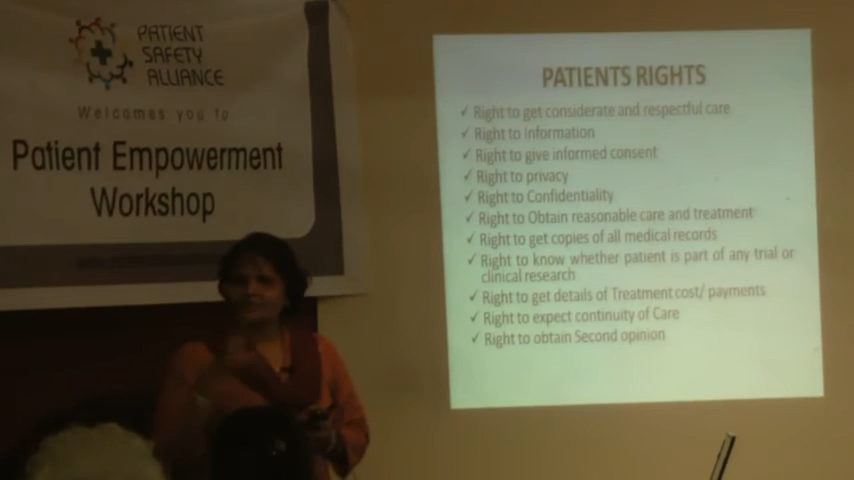 PATIENT
SAFETY
ALLIANCE
Welcomes you to
Patient Empowerment
Workshop
PATIENTS RIGHTS
✓ Right to get considerate and respectful care
✓ Right to Information
✓ Right to give informed consent
✓ Right to privacy
✓ Right to Confidentiality
✓ Right to Obtain reasonable care and treatment
✓ Right to get copies of all medical records
✓ Right to know whether patient is part of any trial or
clinical research
✓ Right to get details of Treatment cost/ payments
✓ Right to expect continuity of Care
✓ Right to obtain Second opinion